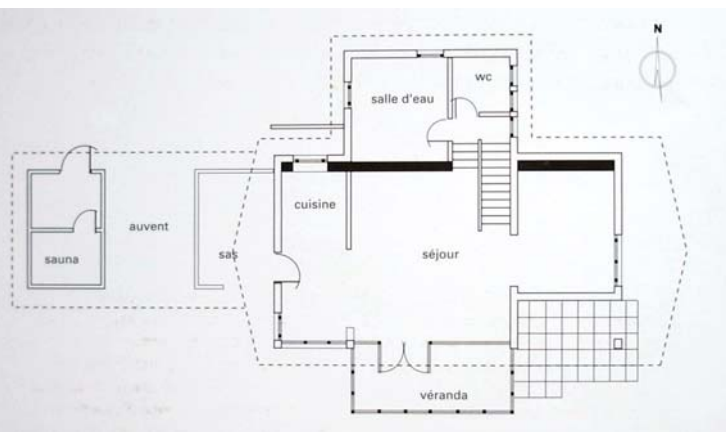 N
wc
salle d'eau
cuisine
auvent
sauna
sas
séjour
véranda